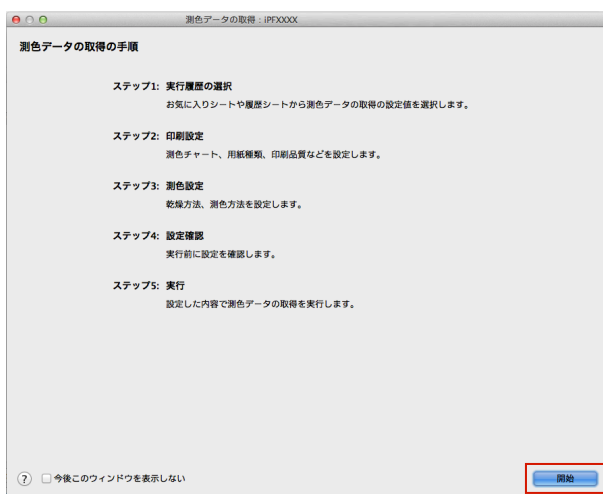 測色データの取得：iPFXXXX
測色データの取得の手順
ステップ1: 実行履歴の選択
お気に入りシートや履歴シートから測色データの取得の設定値を選択します。
ステップ2: 印刷設定
測色チャート、用紙種類、印刷品質などを設定します。
ステップ3: 測色設定
乾燥方法、測色方法を設定します。
ステップ4: 設定確認
実行前に設定を確認します。
ステップ5: 実行
設定した内容で測色データの取得を実行します。
? 今後このウィンドウを表示しない 開始